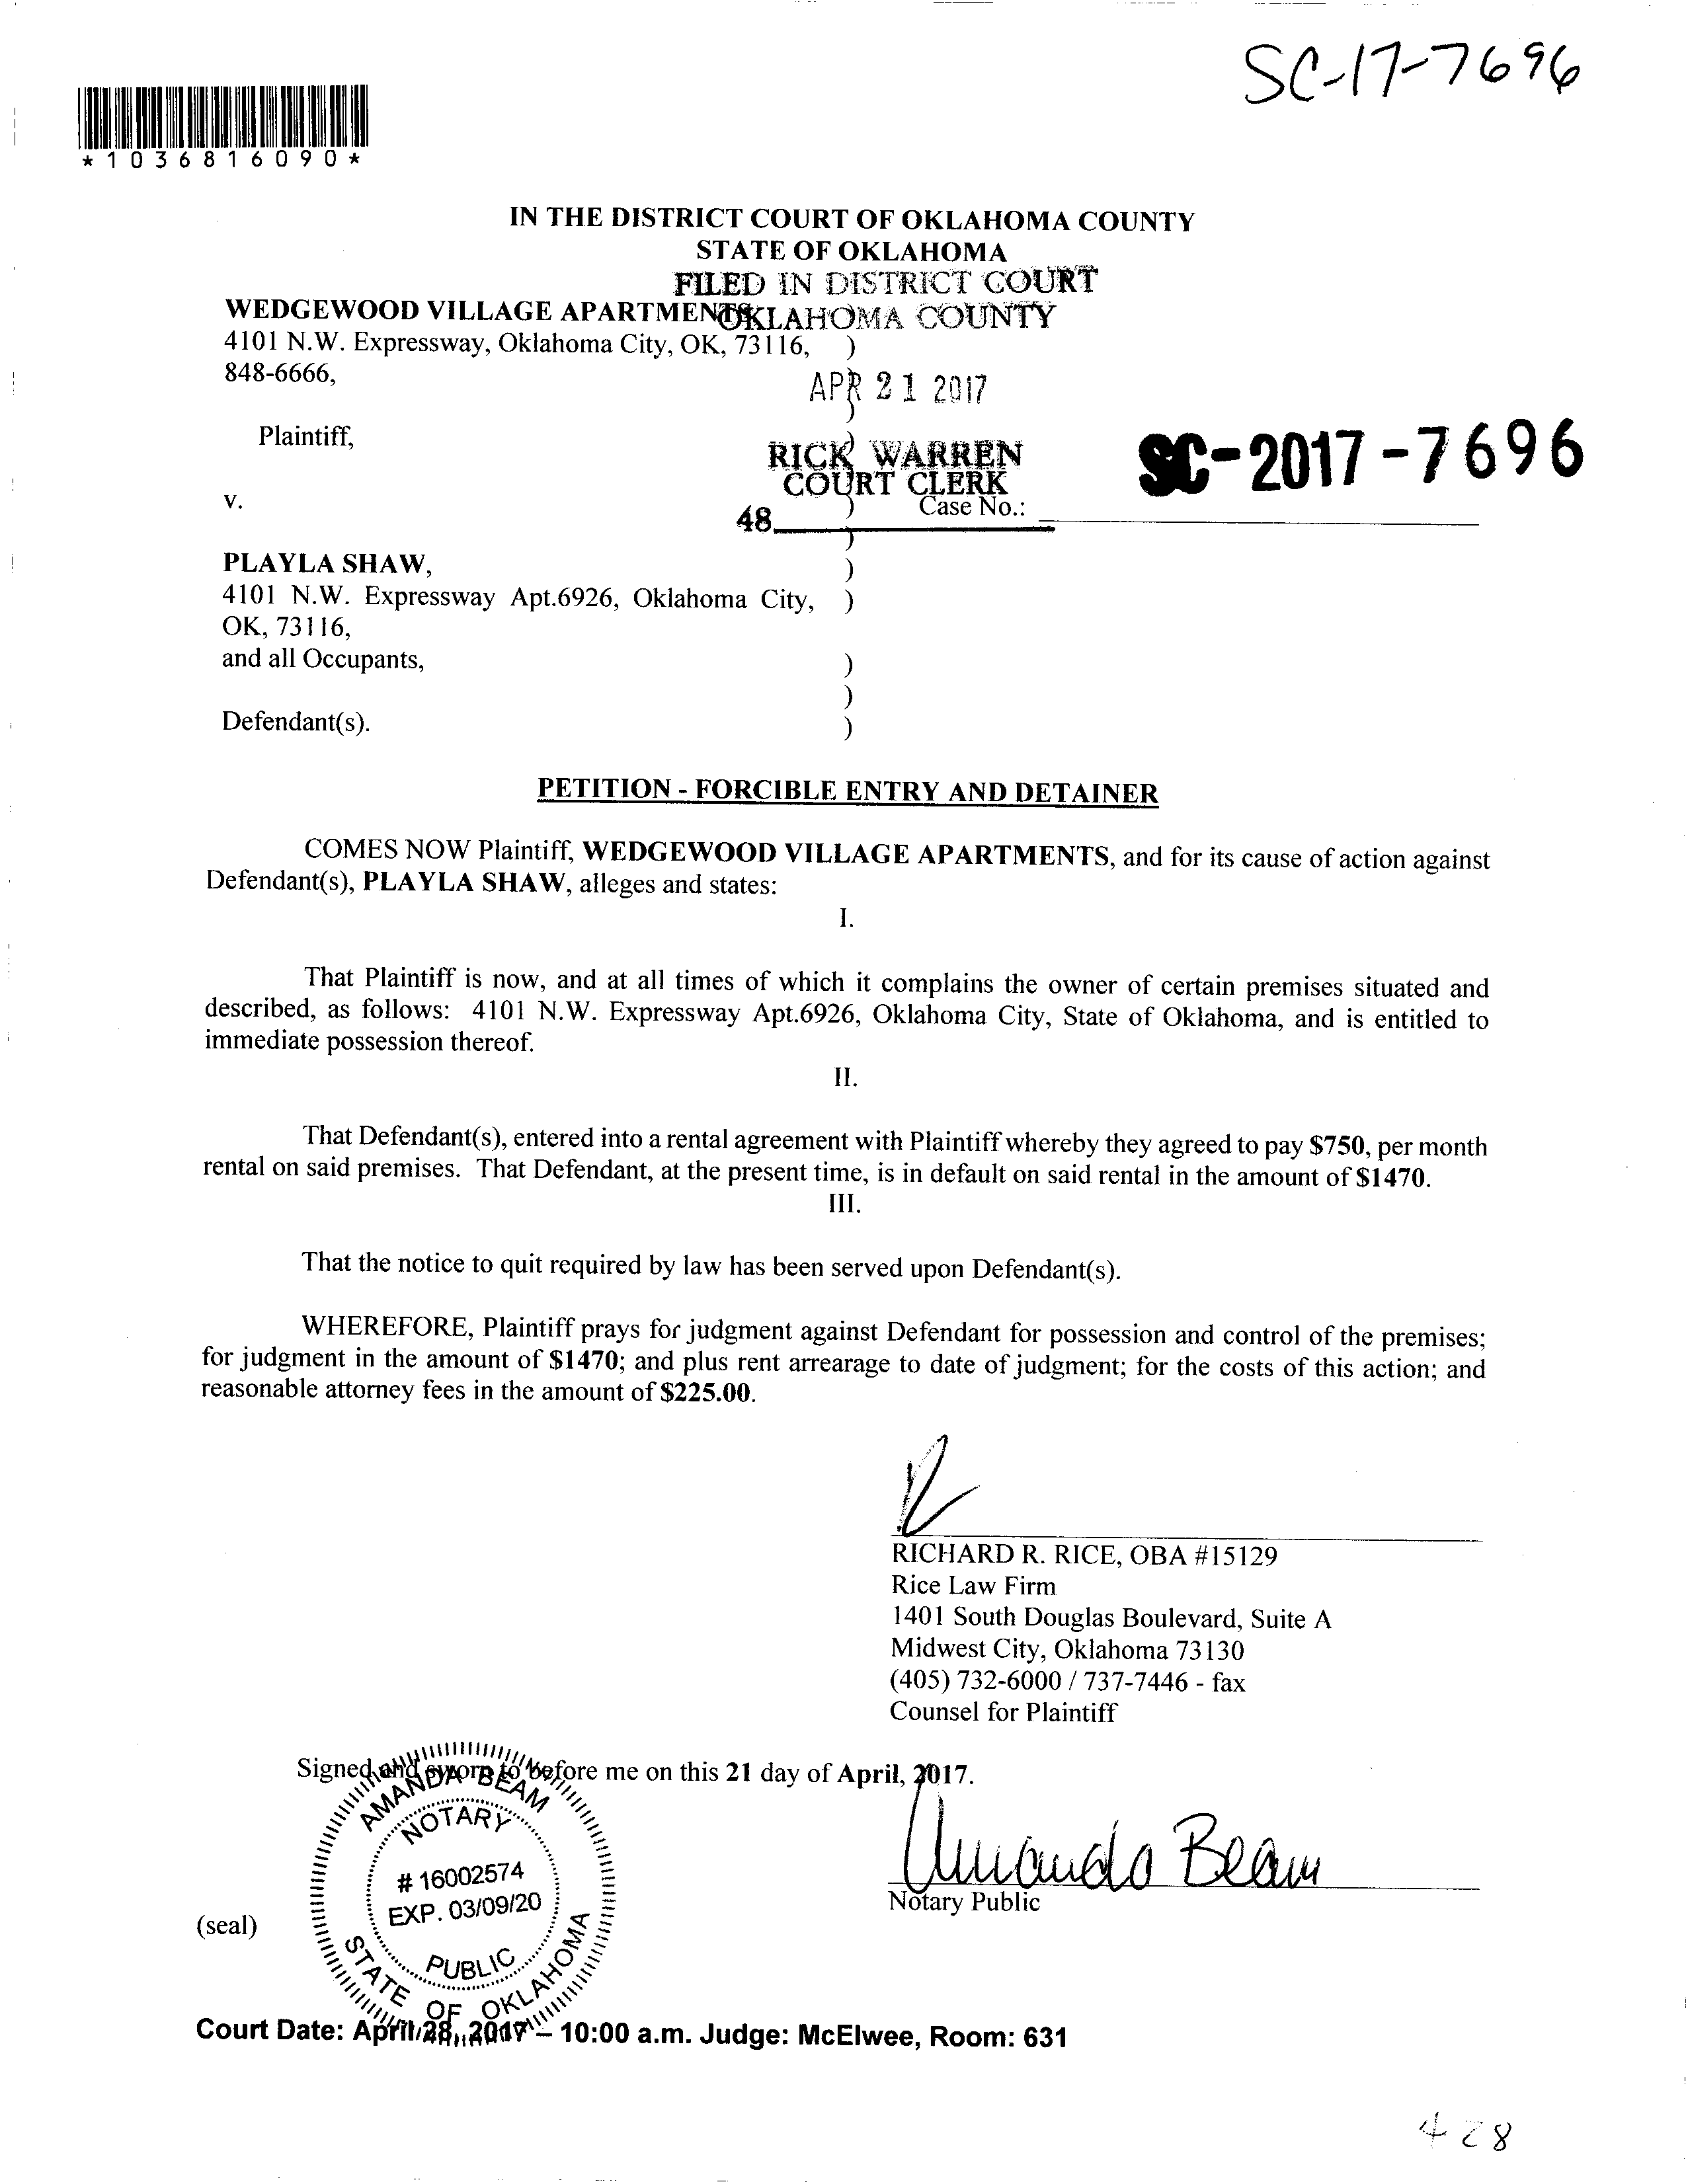 SC-17-7696
*1036816090*
IN THE DISTRICT COURT OF OKLAHOMA COUNTY
STATE OF OKLAHOMA
FILED IN DISTRICT COURT
OKLAHOMA COUNTY
WEDGEWOOD VILLAGE APARTMENTS
4101 N.W. Expressway, Oklahoma City, OK, 73116, )
848-6666,
APR 21 2017
)
Plaintiff, )
RICK WARREN
COURT CLERK
SC-2017-7696
v. ) Case No.:
48
)
PLAYLA SHAW, )
4101 N.W. Expressway Apt.6926, Oklahoma City, )
OK, 73116,
and all Occupants, )
)
Defendant(s). )
PETITION - FORCIBLE ENTRY AND DETAINER
COMES NOW Plaintiff, WEDGEWOOD VILLAGE APARTMENTS, and for its cause of action against
Defendant(s), PLAYLA SHAW, alleges and states:
I.
That Plaintiff is now, and at all times of which it complains the owner of certain premises situated and
described, as follows: 4101 N.W. Expressway Apt.6926, Oklahoma City, State of Oklahoma, and is entitled to
immediate possession thereof.
II.
That Defendant(s), entered into a rental agreement with Plaintiff whereby they agreed to pay $750, per month
rental on said premises. That Defendant, at the present time, is in default on said rental in the amount of $1470.
III.
That the notice to quit required by law has been served upon Defendant(s).
WHEREFORE, Plaintiff prays for judgment against Defendant for possession and control of the premises;
for judgment in the amount of $1470; and plus rent arrearage to date of judgment; for the costs of this action; and
reasonable attorney fees in the amount of $225.00.
RICHARD R. RICE, OBA #15129
Rice Law Firm
1401 South Douglas Boulevard, Suite A
Midwest City, Oklahoma 73130
(405) 732-6000 / 737-7446 - fax
Counsel for Plaintiff
Signed and sworn to before me on this 21 day of April, 2017.
Amanda Beam
Notary Public
AMANDA BEAM
NOTARY
# 16002574
EXP. 03/09/20
PUBLIC
STATE OF OKLAHOMA
(seal)
Court Date: April 28, 2017 – 10:00 a.m. Judge: McElwee, Room: 631
428